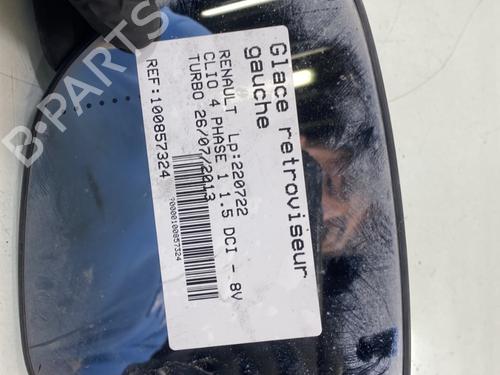 Glace retroviseur
gauche
RENAULT LP:220722
CLIO 4 PHASE 1 1.5 DCI - 8V
TURBO 26/07/2013
90000100857324
REF:100857324
B-PARTS